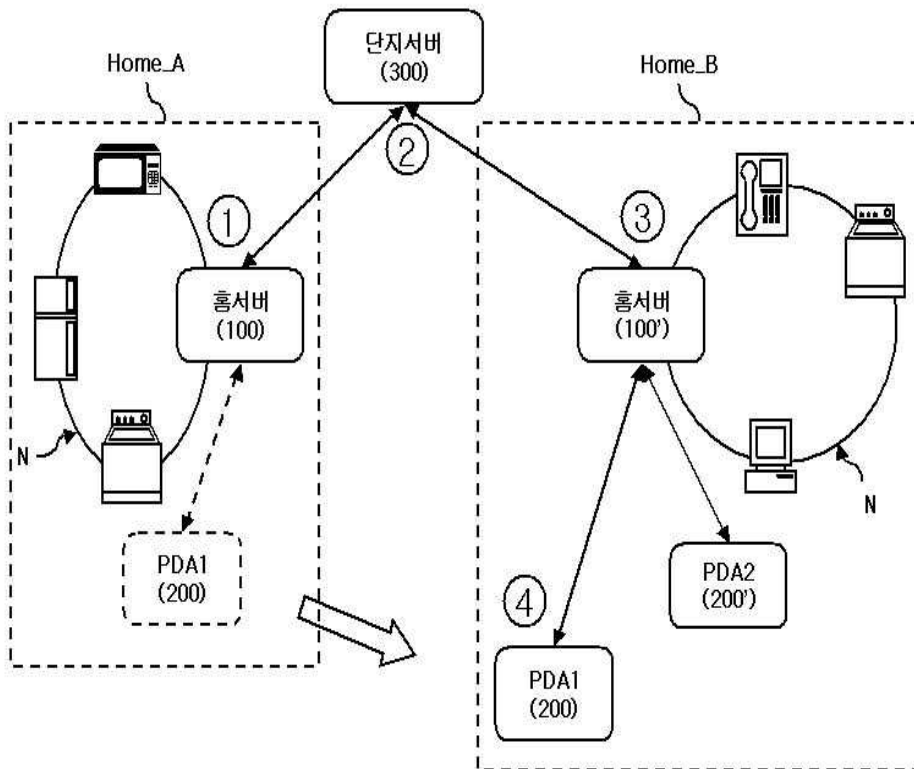 단지서버
(300)
Home_A
Home_B
②
①
③
홈서버
(100)
홈서버
(100')
N
N
PDA1
(200)
PDA2
(200')
④
PDA1
(200)